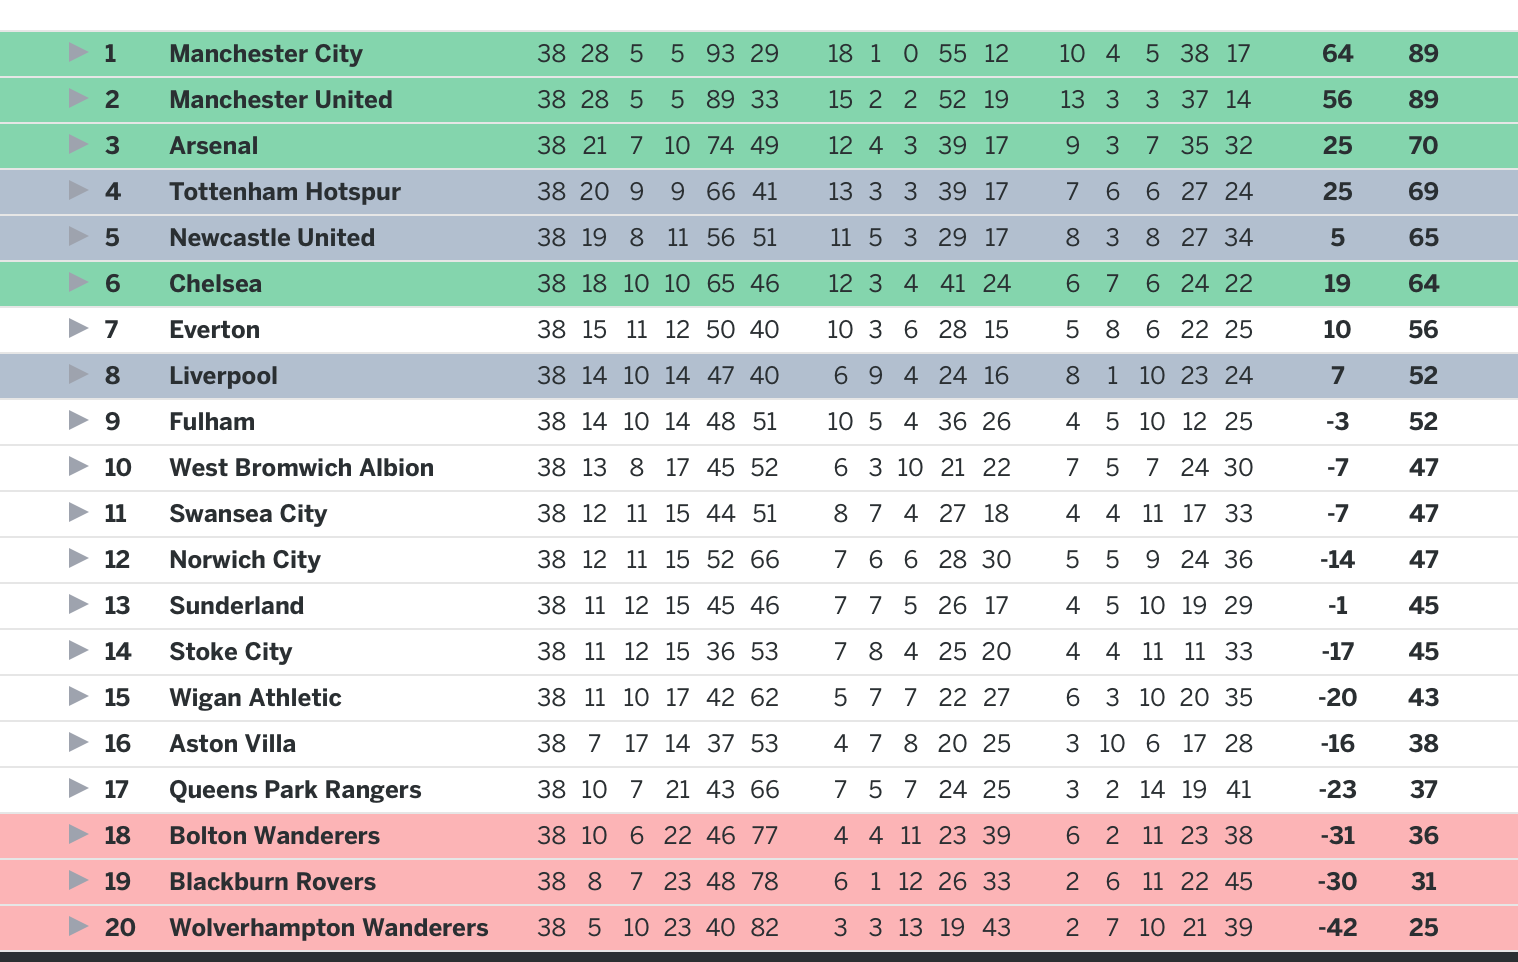 1 Manchester City 38 28 5 5 93 29 18 1 0 55 12 10 4 5 38 17 64 89
2 Manchester United 38 28 5 5 89 33 15 2 2 52 19 13 3 3 37 14 56 89
3 Arsenal 38 21 7 10 74 49 12 4 3 39 17 9 3 7 35 32 25 70
4 Tottenham Hotspur 38 20 9 9 66 41 13 3 3 39 17 7 6 6 27 24 25 69
5 Newcastle United 38 19 8 11 56 51 11 5 3 29 17 8 3 8 27 34 5 65
6 Chelsea 38 18 10 10 65 46 12 3 4 41 24 6 7 6 24 22 19 64
7 Everton 38 15 11 12 50 40 10 3 6 28 15 5 8 6 22 25 10 56
8 Liverpool 38 14 10 14 47 40 6 9 4 24 16 8 1 10 23 24 7 52
9 Fulham 38 14 10 14 48 51 10 5 4 36 26 4 5 10 12 25 -3 52
10 West Bromwich Albion 38 13 8 17 45 52 6 3 10 21 22 7 5 7 24 30 -7 47
11 Swansea City 38 12 11 15 44 51 8 7 4 27 18 4 4 11 17 33 -7 47
12 Norwich City 38 12 11 15 52 66 7 6 6 28 30 5 5 9 24 36 -14 47
13 Sunderland 38 11 12 15 45 46 7 7 5 26 17 4 5 10 19 29 -1 45
14 Stoke City 38 11 12 15 36 53 7 8 4 25 20 4 4 11 11 33 -17 45
15 Wigan Athletic 38 11 10 17 42 62 5 7 7 22 27 6 3 10 20 35 -20 43
16 Aston Villa 38 7 17 14 37 53 4 7 8 20 25 3 10 6 17 28 -16 38
17 Queens Park Rangers 38 10 7 21 43 66 7 5 7 24 25 3 2 14 19 41 -23 37
18 Bolton Wanderers 38 10 6 22 46 77 4 4 11 23 39 6 2 11 23 38 -31 36
19 Blackburn Rovers 38 8 7 23 48 78 6 1 12 26 33 2 6 11 22 45 -30 31
20 Wolverhampton Wanderers 38 5 10 23 40 82 3 3 13 19 43 2 7 10 21 39 -42 25